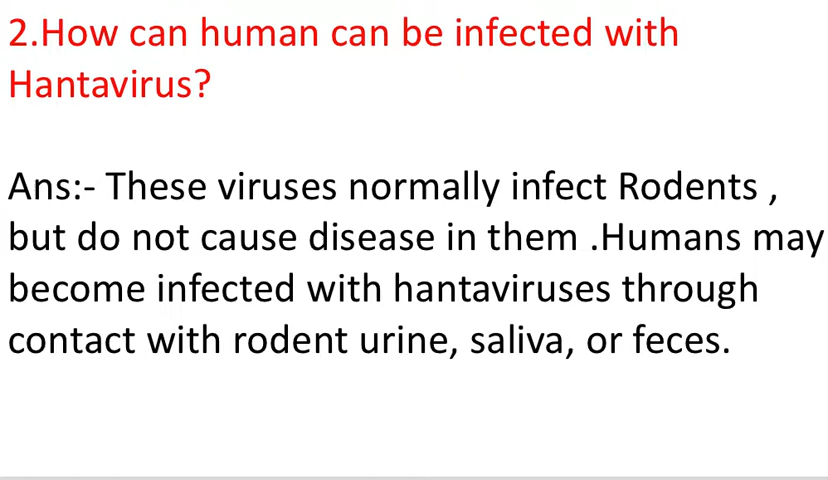 2.How can human can be infected with
Hantavirus?
Ans:- These viruses normally infect Rodents ,
but do not cause disease in them .Humans may
become infected with hantaviruses through
contact with rodent urine, saliva, or feces.